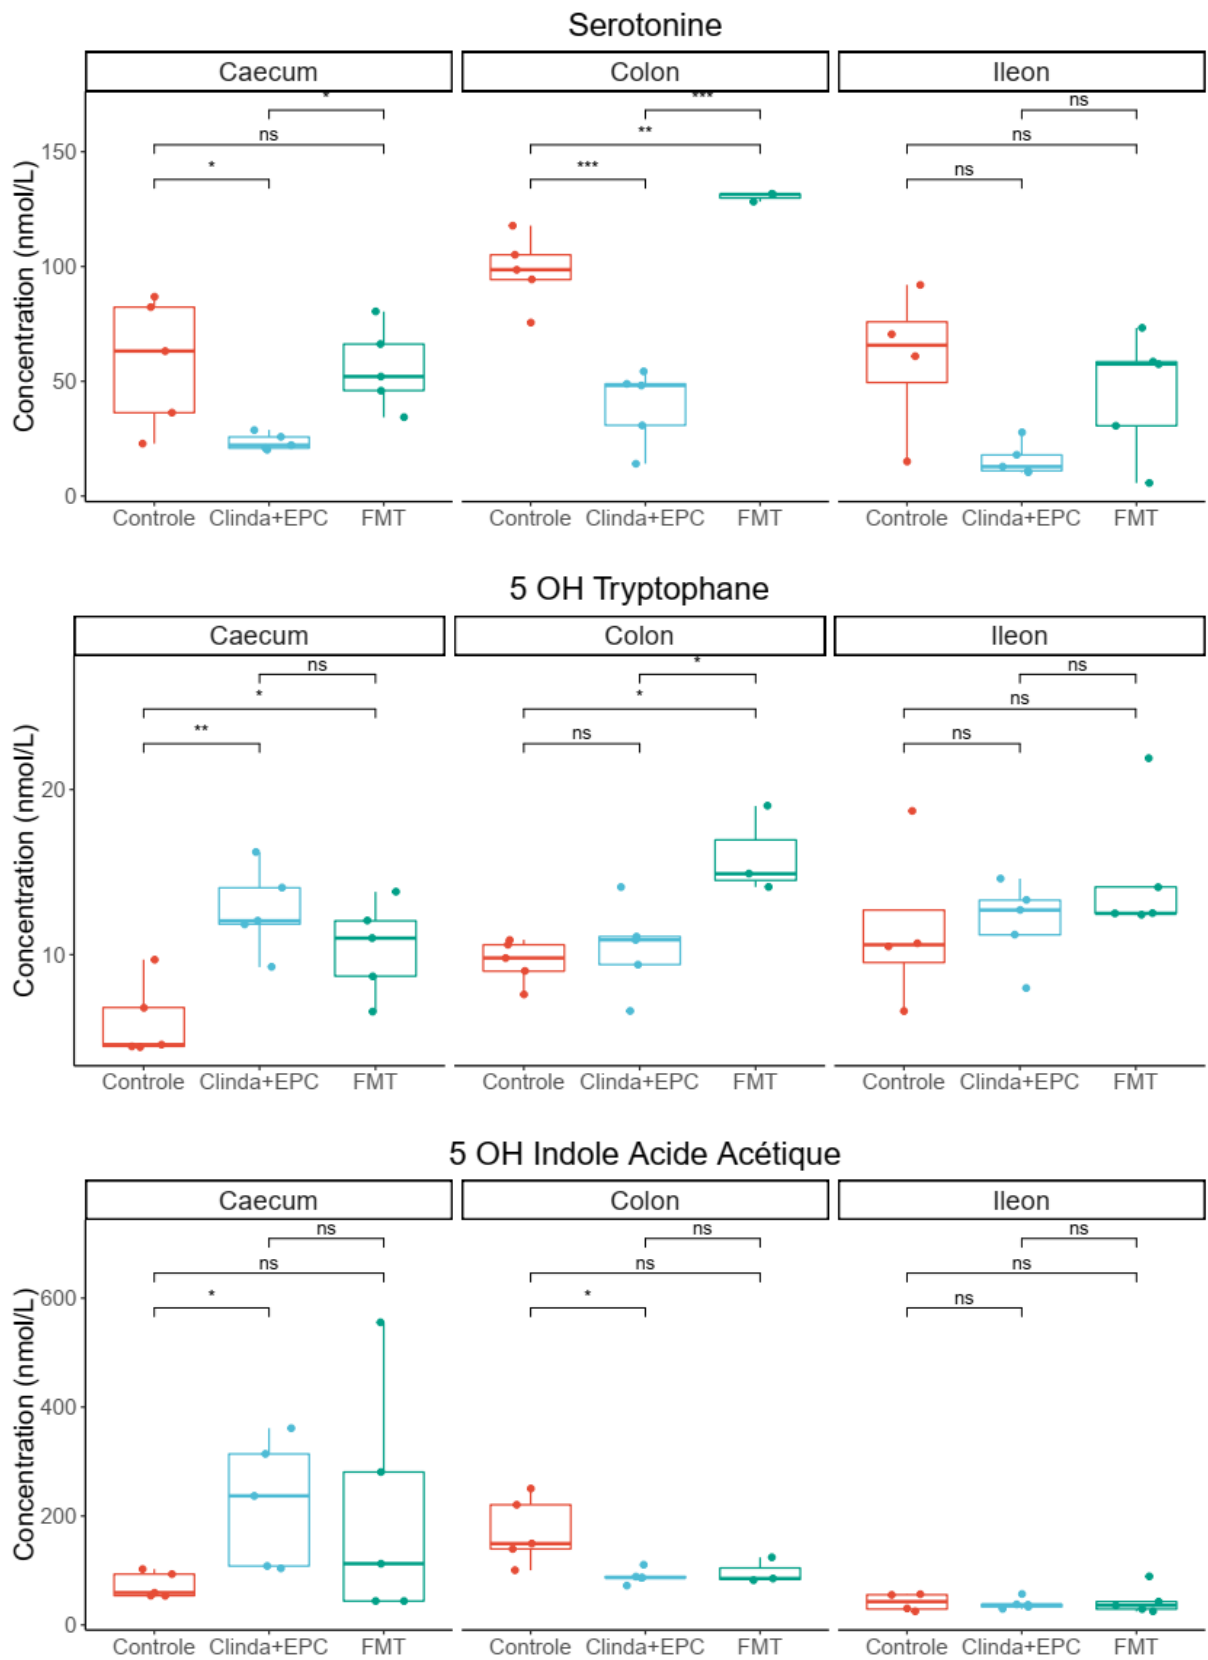 Serotonine
Caecum Colon Ileon
* *** ns
ns ** ns
* *** ns
Concentration (nmol/L)
150
100
50
0
Controle Clinda+EPC FMT Controle Clinda+EPC FMT Controle Clinda+EPC FMT
5 OH Tryptophane
Caecum Colon Ileon
ns * ns
* * ns
** ns ns
Concentration (nmol/L)
20
10
Controle Clinda+EPC FMT Controle Clinda+EPC FMT Controle Clinda+EPC FMT
5 OH Indole Acide Acétique
Caecum Colon Ileon
ns ns ns
ns ns ns
* * ns
Concentration (nmol/L)
600
400
200
0
Controle Clinda+EPC FMT Controle Clinda+EPC FMT Controle Clinda+EPC FMT